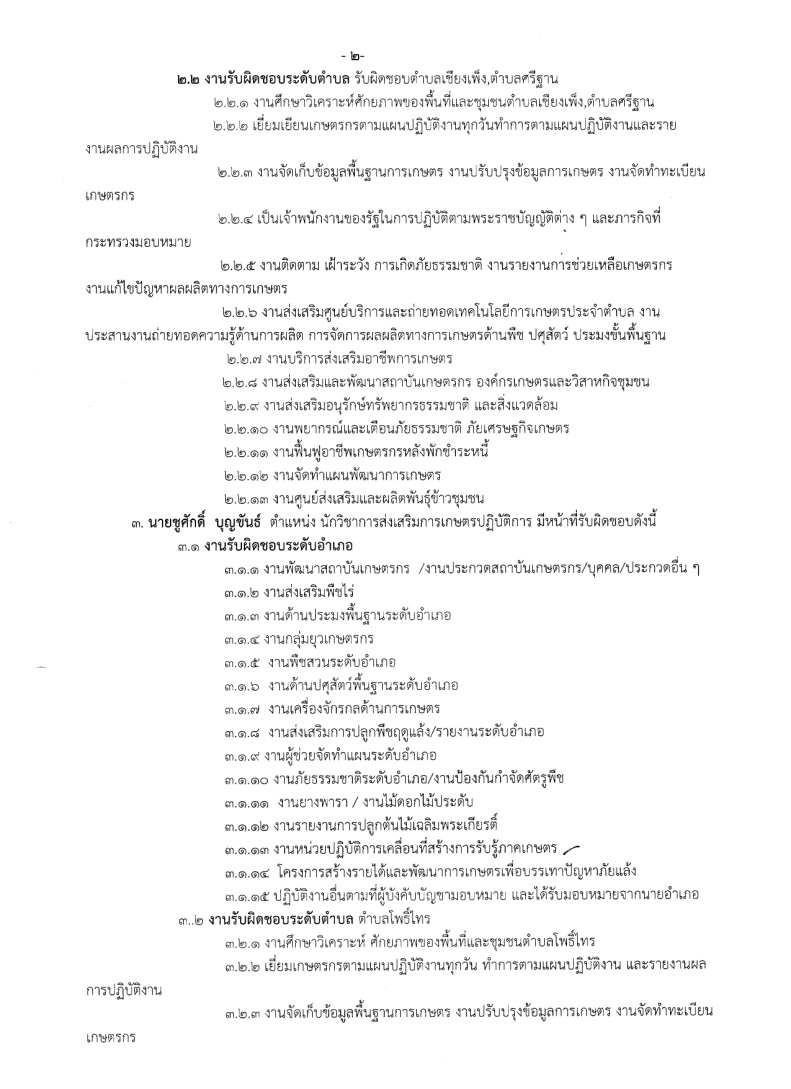 - ๒-
๒.๒ งานรับผิดชอบระดับตำบล รับผิดชอบตำบลเชียงเพ็ง,ตำบลศรีฐาน
๒.๒.๑ งานศึกษาวิเคราะห์ศักยภาพของพื้นที่และชุมชนตำบลเชียงเพ็ง,ตำบลศรีฐาน
๒.๒.๒ เยี่ยมเยียนเกษตรกรตามแผนปฏิบัติงานทุกวันทำการตามแผนปฏิบัติงานและราย
งานผลการปฏิบัติงาน
๒.๒.๓ งานจัดเก็บข้อมูลพื้นฐานการเกษตร งานปรับปรุงข้อมูลการเกษตร งานจัดทำทะเบียน
เกษตรกร
๒.๒.๔ เป็นเจ้าพนักงานของรัฐในการปฏิบัติตามพระราชบัญญัติต่าง ๆ และภารกิจที่
กระทรวงมอบหมาย
๒.๒.๕ งานติดตาม เฝ้าระวัง การเกิดภัยธรรมชาติ งานรายงานการช่วยเหลือเกษตรกร
งานแก้ไขปัญหาผลผลิตทางการเกษตร
๒.๒.๖ งานส่งเสริมศูนย์บริการและถ่ายทอดเทคโนโลยีการเกษตรประจำตำบล งาน
ประสานงานถ่ายทอดความรู้ด้านการผลิต การจัดการผลผลิตทางการเกษตรด้านพืช ปศุสัตว์ ประมงขั้นพื้นฐาน
๒.๒.๗ งานบริการส่งเสริมอาชีพการเกษตร
๒.๒.๘ งานส่งเสริมและพัฒนาสถาบันเกษตรกร องค์กรเกษตรและวิสาหกิจชุมชน
๒.๒.๙ งานส่งเสริมอนุรักษ์ทรัพยากรธรรมชาติ และสิ่งแวดล้อม
๒.๒.๑๐ งานพยากรณ์และเตือนภัยธรรมชาติ ภัยเศรษฐกิจเกษตร
๒.๒.๑๑ งานฟื้นฟูอาชีพเกษตรกรหลังพักชำระหนี้
๒.๒.๑๒ งานจัดทำแผนพัฒนาการเกษตร
๒.๒.๑๓ งานศูนย์ส่งเสริมและผลิตพันธุ์ข้าวชุมชน
๓. นายชูศักดิ์ บุญขันธ์ ตำแหน่ง นักวิชาการส่งเสริมการเกษตรปฏิบัติการ มีหน้าที่รับผิดชอบดังนี้
๓.๑ งานรับผิดชอบระดับอำเภอ
๓.๑.๑ งานพัฒนาสถาบันเกษตรกร /งานประกวดสถาบันเกษตรกร/บุคคล/ประกวดอื่น ๆ
๓.๑.๒ งานส่งเสริมพืชไร่
๓.๑.๓ งานด้านประมงพื้นฐานระดับอำเภอ
๓.๑.๔ งานกลุ่มยุวเกษตรกร
๓.๑.๕ งานพืชสวนระดับอำเภอ
๓.๑.๖ งานด้านปศุสัตว์พื้นฐานระดับอำเภอ
๓.๑.๗ งานเครื่องจักรกลด้านการเกษตร
๓.๑.๘ งานส่งเสริมการปลูกพืชฤดูแล้ง/รายงานระดับอำเภอ
๓.๑.๙ งานผู้ช่วยจัดทำแผนระดับอำเภอ
๓.๑.๑๐ งานภัยธรรมชาติระดับอำเภอ/งานป้องกันกำจัดศัตรูพืช
๓.๑.๑๑ งานยางพารา / งานไม้ดอกไม้ประดับ
๓.๑.๑๒ งานรายงานการปลูกต้นไม้เฉลิมพระเกียรติ์
๓.๑.๑๓ งานหน่วยปฏิบัติการเคลื่อนที่สร้างการรับรู้ภาคเกษตร
๓.๑.๑๔ โครงการสร้างรายได้และพัฒนาการเกษตรเพื่อบรรเทาปัญหาภัยแล้ง
๓.๑.๑๕ ปฏิบัติงานอื่นตามที่ผู้บังคับบัญชามอบหมาย และได้รับมอบหมายจากนายอำเภอ
๓..๒ งานรับผิดชอบระดับตำบล ตำบลโพธิ์ไทร
๓.๒.๑ งานศึกษาวิเคราะห์ ศักยภาพของพื้นที่และชุมชนตำบลโพธิ์ไทร
๓.๒.๒ เยี่ยมเกษตรกรตามแผนปฏิบัติงานทุกวัน ทำการตามแผนปฏิบัติงาน และรายงานผล
การปฏิบัติงาน
๓.๒.๓ งานจัดเก็บข้อมูลพื้นฐานการเกษตร งานปรับปรุงข้อมูลการเกษตร งานจัดทำทะเบียน
เกษตรกร